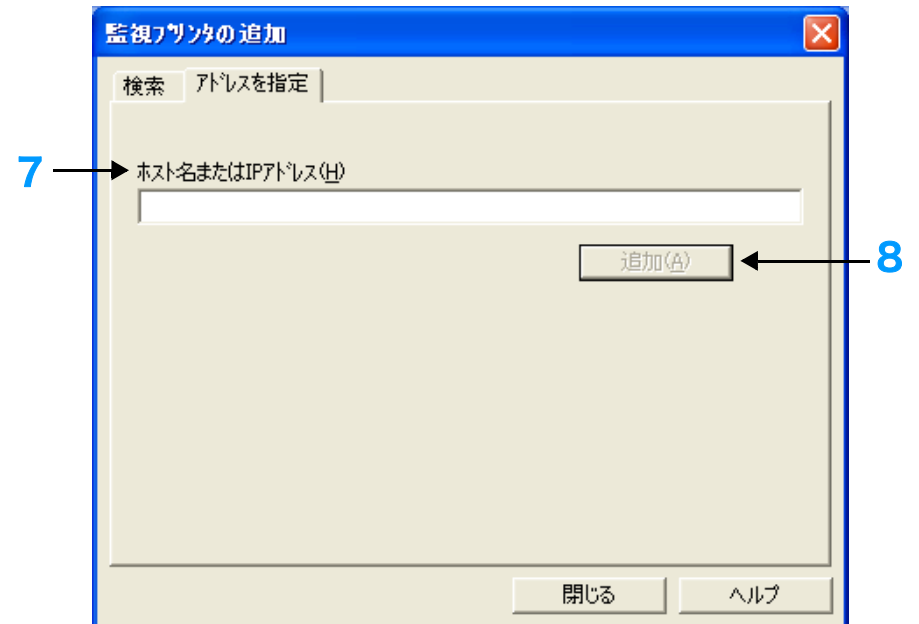 監視プリンタの追加
検索 アドレスを指定
7
ホスト名またはIPアドレス(H)
追加(A)
8
閉じる ヘルプ